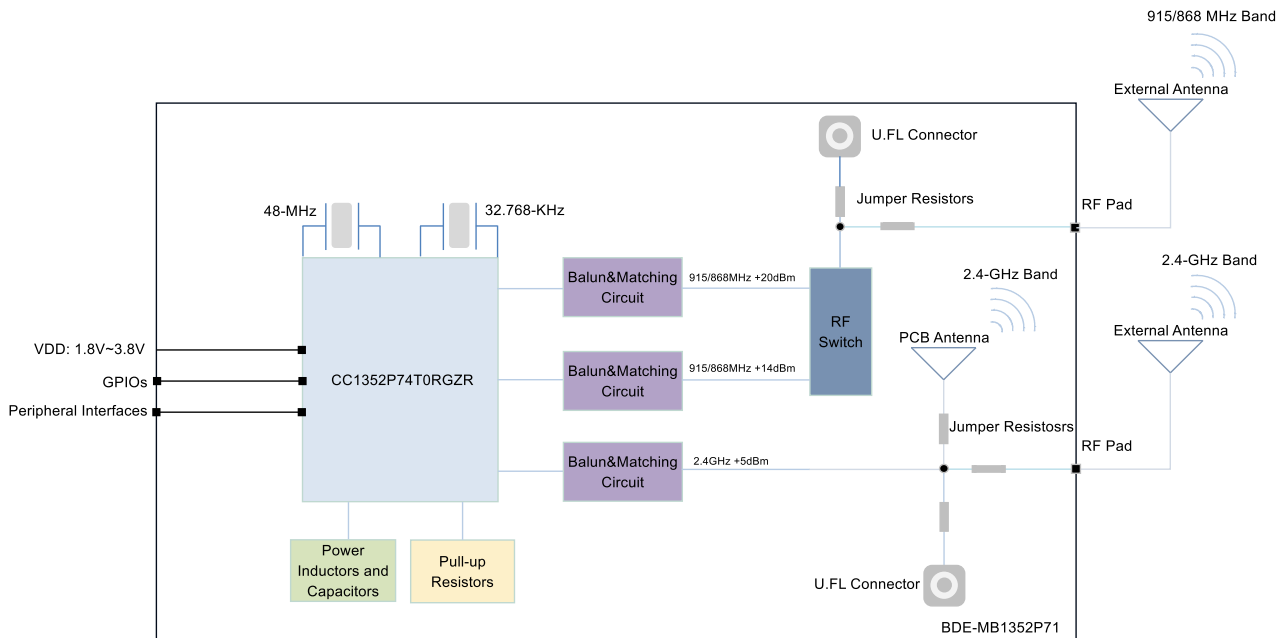 915/868 MHz Band
External Antenna
U.FL Connector
Jumper Resistors
RF Pad
48-MHz
32.768-KHz
2.4-GHz Band
2.4-GHz Band
Balun&Matching
Circuit
915/868MHz +20dBm
RF
Switch
PCB Antenna
External Antenna
VDD: 1.8V~3.8V
GPIOs
Peripheral Interfaces
CC1352P74T0RGZR
Balun&Matching
Circuit
915/868MHz +14dBm
Jumper Resistosrs
RF Pad
Balun&Matching
Circuit
2.4GHz +5dBm
Power
Inductors and
Capacitors
Pull-up
Resistors
U.FL Connector
BDE-MB1352P71